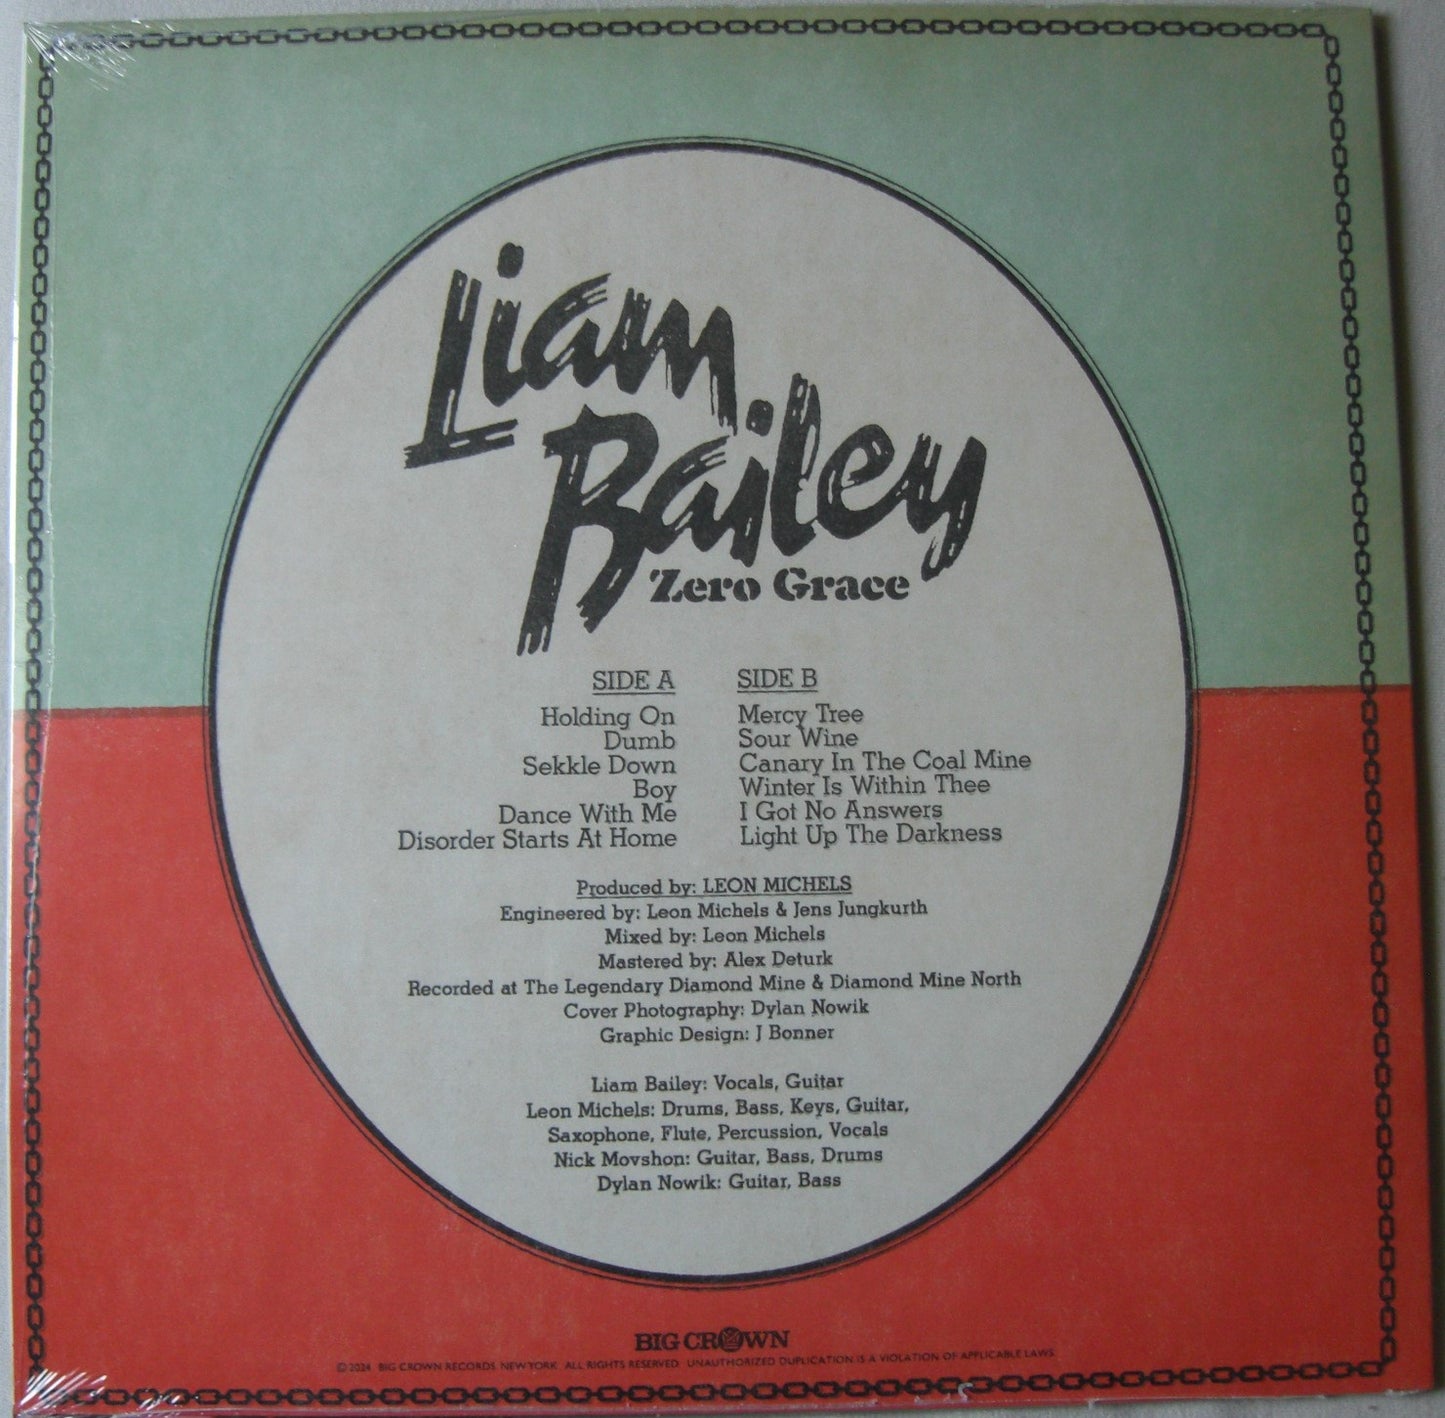 Liam
Bailey
Zero Grace
SIDE A
Holding On
Dumb
Sekkle Down
Boy
Dance With Me
Disorder Starts At Home
SIDE B
Mercy Tree
Sour Wine
Canary In The Coal Mine
Winter Is Within Thee
I Got No Answers
Light Up The Darkness
Produced by: LEON MICHELS
Engineered by: Leon Michels & Jens Jungkurth
Mixed by: Leon Michels
Mastered by: Alex Deturk
Recorded at The Legendary Diamond Mine & Diamond Mine North
Cover Photography: Dylan Nowik
Graphic Design: J Bonner
Liam Bailey: Vocals, Guitar
Leon Michels: Drums, Bass, Keys, Guitar,
Saxophone, Flute, Percussion, Vocals
Nick Movshon: Guitar, Bass, Drums
Dylan Nowik: Guitar, Bass
BIG CROWN
© 2024 BIG CROWN RECORDS, NEW YORK ALL RIGHTS RESERVED. UNAUTHORIZED DUPLICATION IS A VIOLATION OF APPLICABLE LAWS